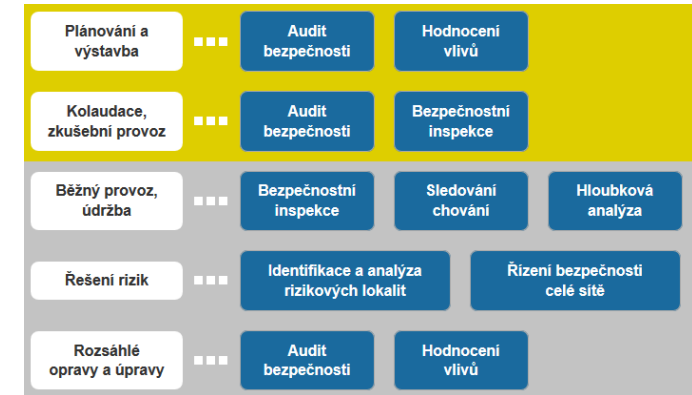 Plánování a
výstavba
Audit
bezpečnosti
Hodnocení
vlivů
Kolaudace,
zkušební provoz
Audit
bezpečnosti
Bezpečnostní
inspekce
Běžný provoz,
údržba
Bezpečnostní
inspekce
Sledování
chování
Hloubková
analýza
Řešení rizik
Identifikace a analýza
rizikových lokalit
Řízení bezpečnosti
celé sítě
Rozsáhlé
opravy a úpravy
Audit
bezpečnosti
Hodnocení
vlivů